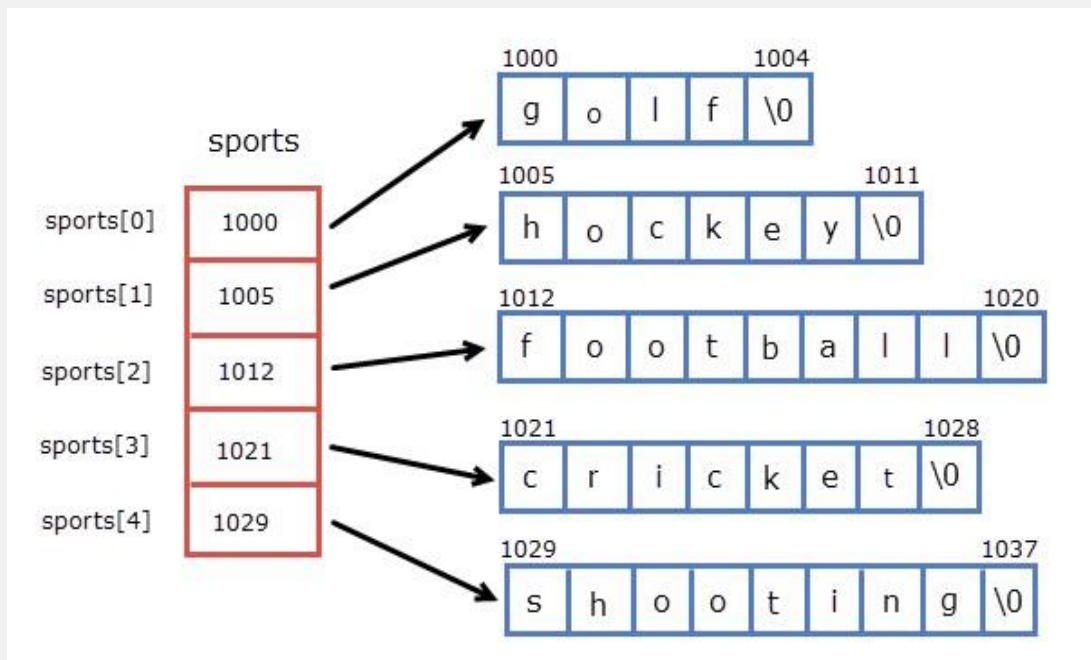 sports
sports[0] 1000
sports[1] 1005
sports[2] 1012
sports[3] 1021
sports[4] 1029
1000 1004
g o l f \0
1005 1011
h o c k e y \0
1012 1020
f o o t b a l l \0
1021 1028
c r i c k e t \0
1029 1037
s h o o t i n g \0